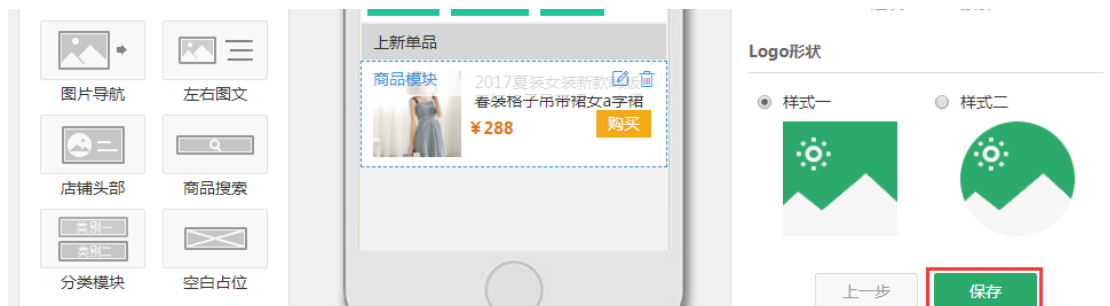 图片导航
左右图文
店铺头部
商品搜索
类别一
类别二
分类模块
空白占位
上新单品
商品模块
2017夏装女装新款韩版
春装格子吊带裙女a字裙
¥288
购买
Logo形状
样式一
样式二
上一步
保存